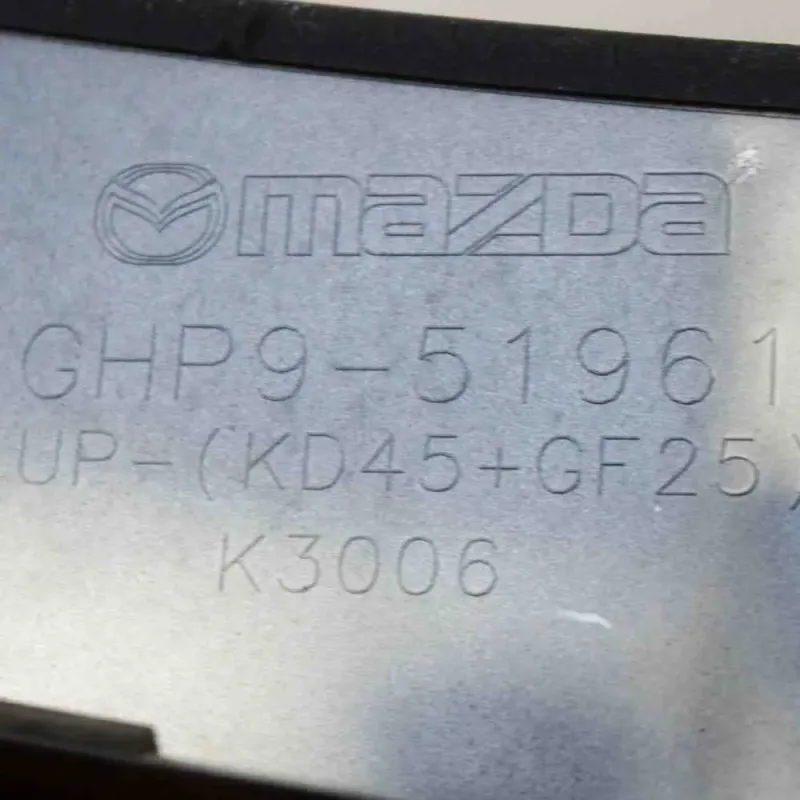 mazda
GHP9-51961
UP-(KD45+GF25)
K3006